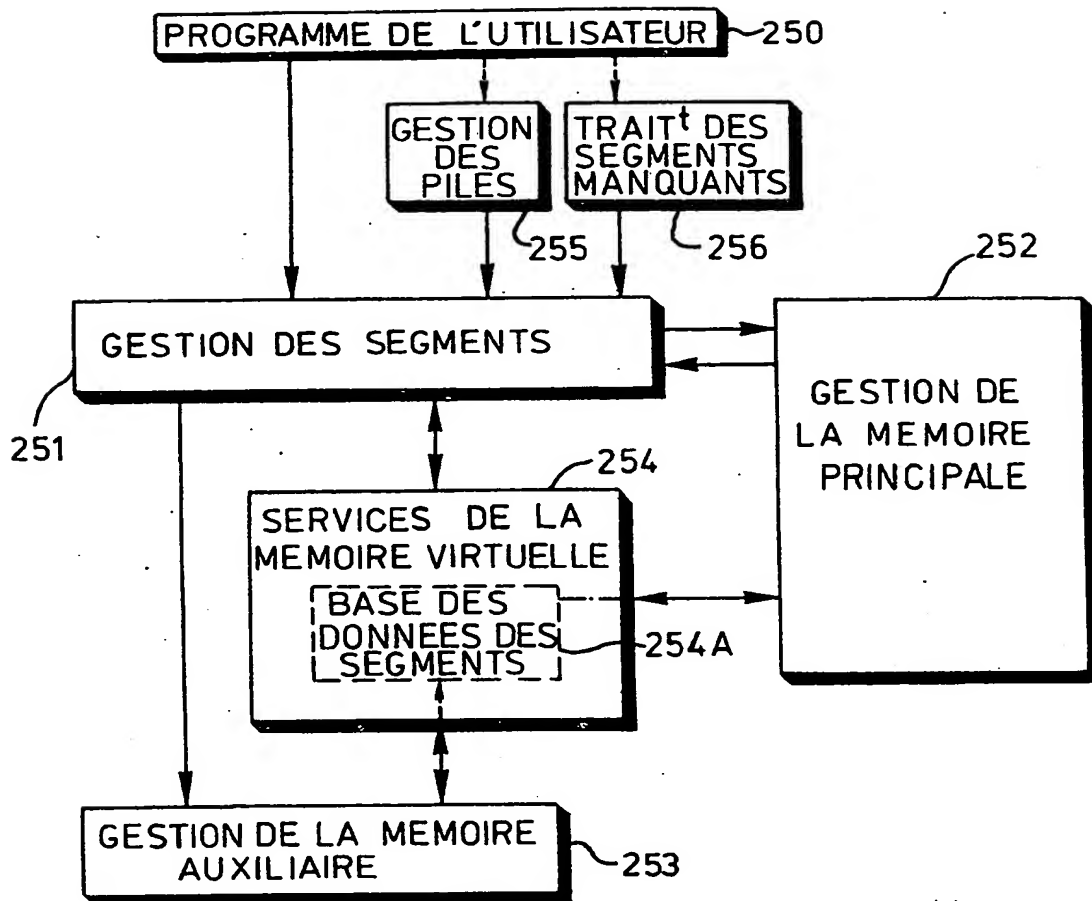 PROGRAMME DE L'UTILISATEUR
250
GESTION
DES
PILES
255
TRAITt DES
SEGMENTS
MANQUANTS
256
252
GESTION DES SEGMENTS
251
GESTION DE
LA MEMOIRE
PRINCIPALE
254
SERVICES DE LA
MEMOIRE VIRTUELLE
BASE DES
DONNEES DES
SEGMENTS
254A
GESTION DE LA MEMOIRE
AUXILIAIRE
253